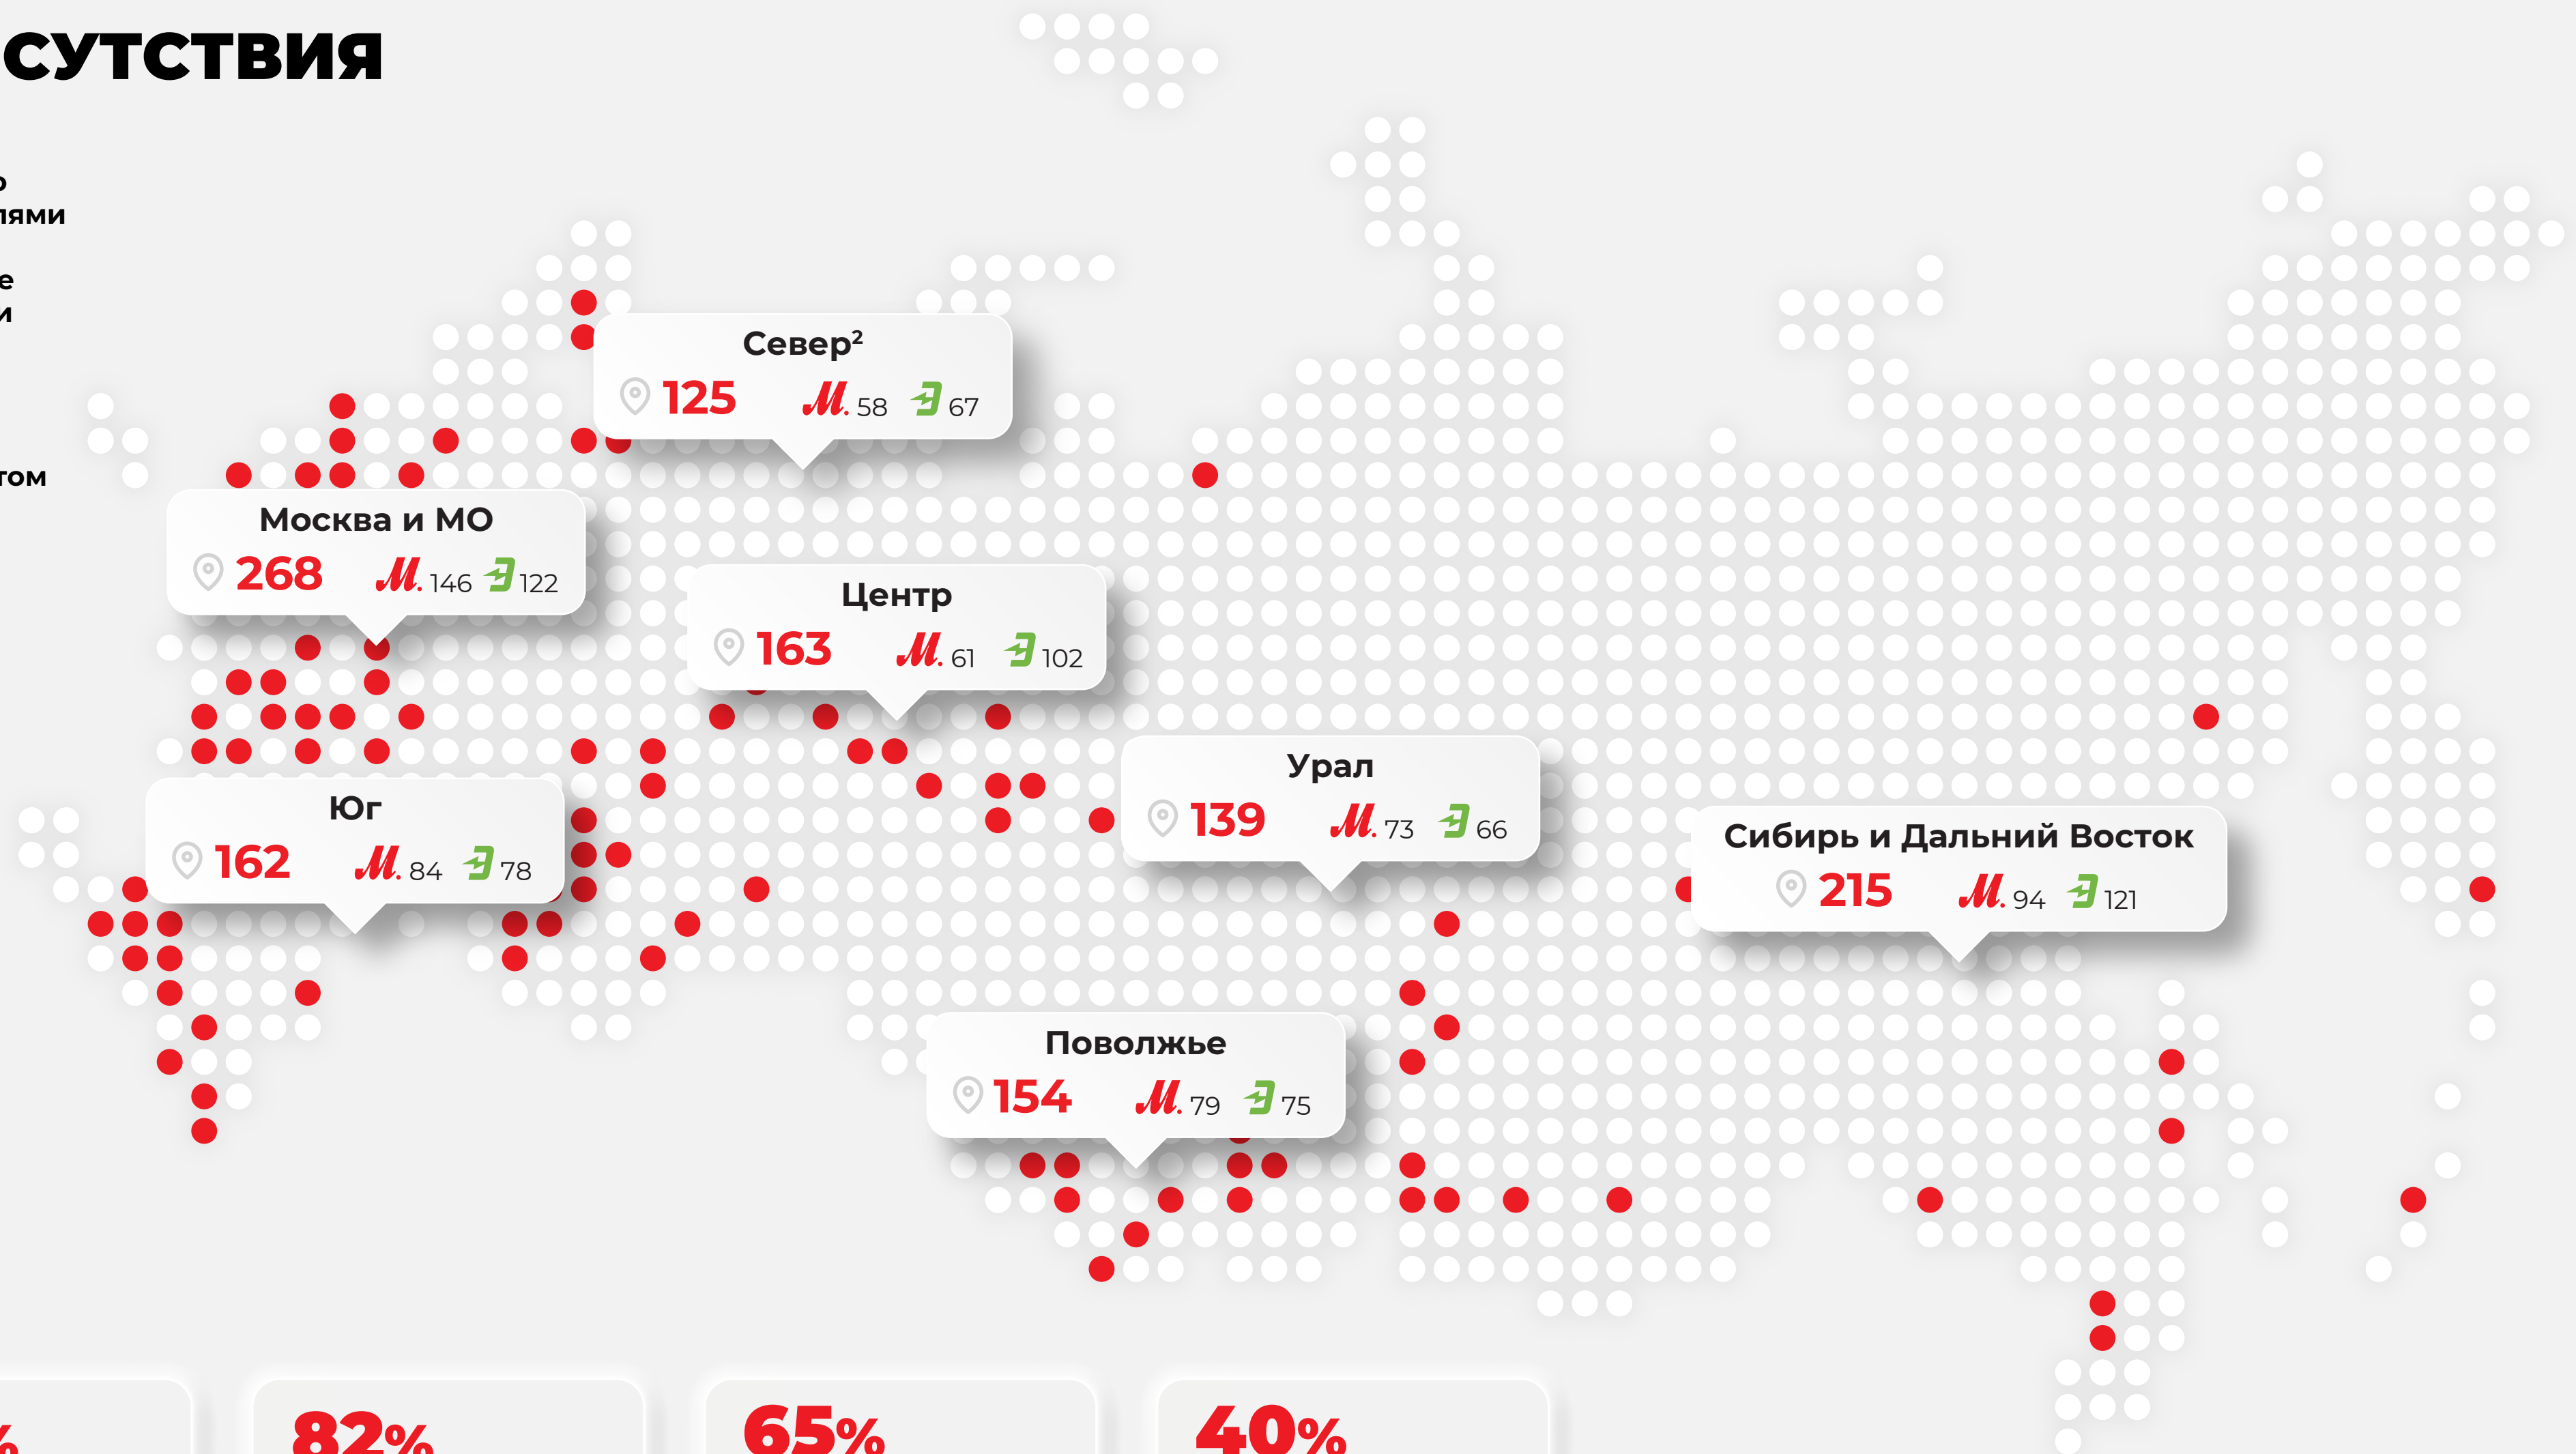 СУТСТВИЯ
о
лями
е
и
том
Север²
125 М. 58 Э 67
Москва и МО
268 М. 146 Э 122
Центр
163 М. 61 Э 102
Урал
139 М. 73 Э 66
Юг
162 М. 84 Э 78
Сибирь и Дальний Восток
215 М. 94 Э 121
Поволжье
154 М. 79 Э 75
% 82% 65% 40%